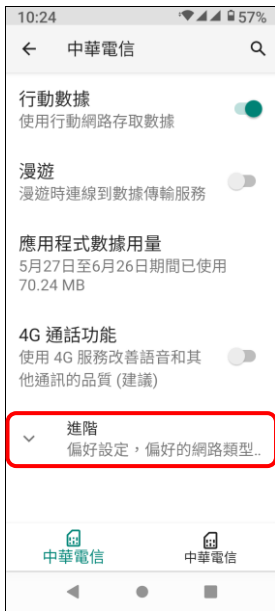 10:24 57%
中華電信
行動數據
使用行動網路存取數據
漫遊
漫遊時連線到數據傳輸服務
應用程式數據用量
5月27日至6月26日期間已使用
70.24 MB
4G 通話功能
使用 4G 服務改善語音和其
他通訊的品質 (建議)
進階
偏好設定，偏好的網路類型..
中華電信 中華電信